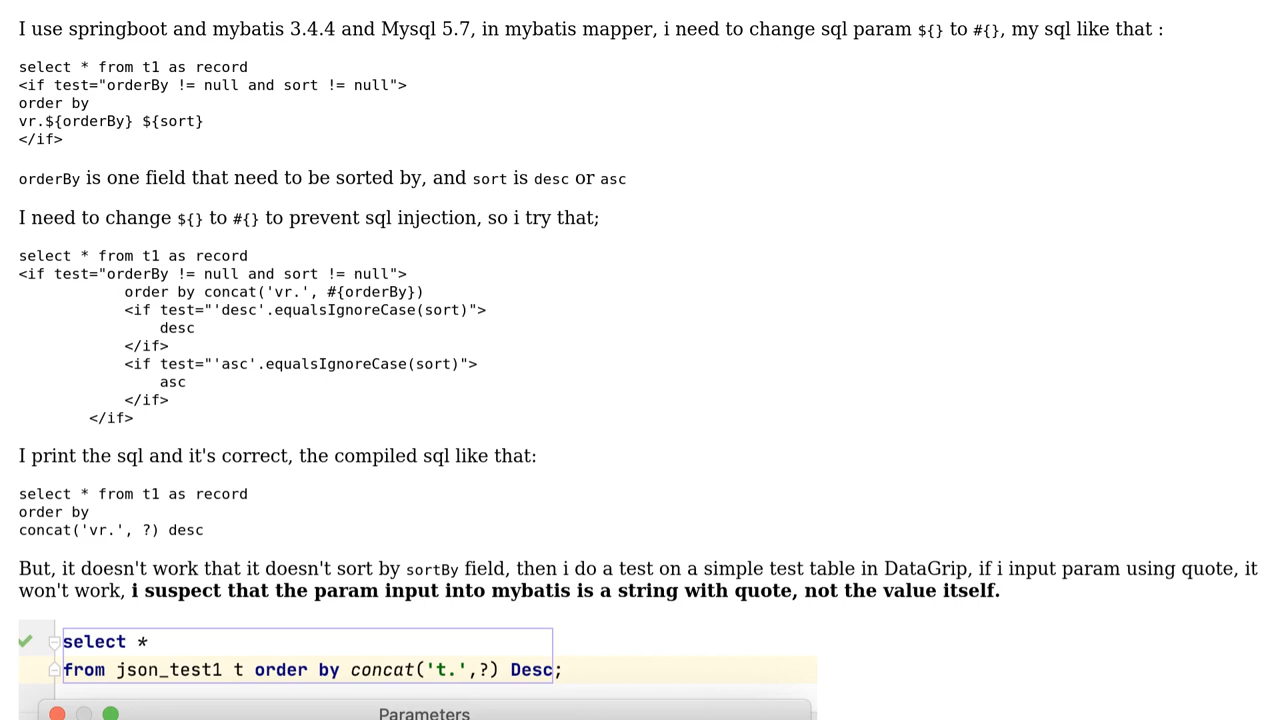 I use springboot and mybatis 3.4.4 and Mysql 5.7, in mybatis mapper, i need to change sql param ${} to #{}, my sql like that :
select * from t1 as record
<if test="orderBy != null and sort != null">
order by
vr.${orderBy} ${sort}
</if>
orderBy is one field that need to be sorted by, and sort is desc or asc
I need to change ${} to #{} to prevent sql injection, so i try that;
select * from t1 as record
<if test="orderBy != null and sort != null">
            order by concat('vr.', #{orderBy})
            <if test="'desc'.equalsIgnoreCase(sort)">
                desc
            </if>
            <if test="'asc'.equalsIgnoreCase(sort)">
                asc
            </if>
        </if>
I print the sql and it's correct, the compiled sql like that:
select * from t1 as record
order by
concat('vr.', ?) desc
But, it doesn't work that it doesn't sort by sortBy field, then i do a test on a simple test table in DataGrip, if i input param using quote, it
won't work, i suspect that the param input into mybatis is a string with quote, not the value itself.
select *
from json_test1 t order by concat('t.',?) Desc;
Parameters